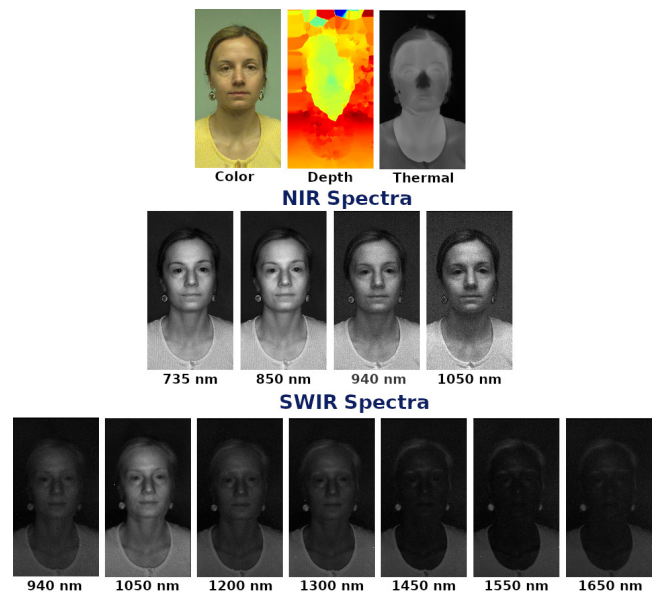 Color Depth Thermal
NIR Spectra
735 nm 850 nm 940 nm 1050 nm
SWIR Spectra
940 nm 1050 nm 1200 nm 1300 nm 1450 nm 1550 nm 1650 nm